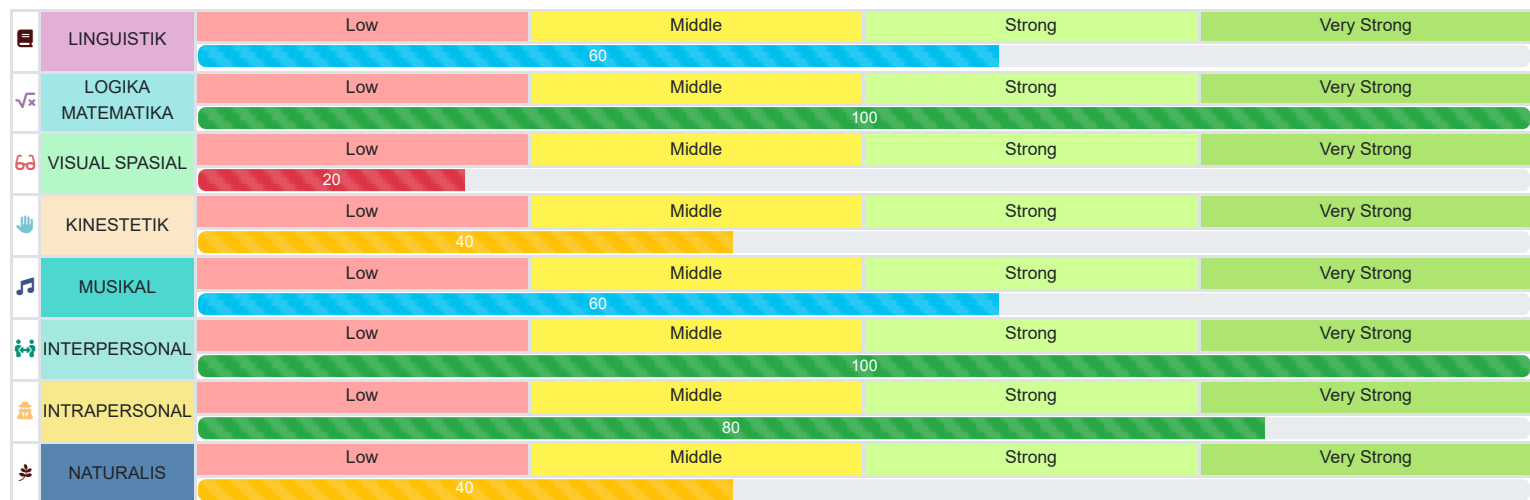 LINGUISTIK
Low Middle Strong Very Strong
60
LOGIKA
MATEMATIKA
Low Middle Strong Very Strong
100
VISUAL SPASIAL
Low Middle Strong Very Strong
20
KINESTETIK
Low Middle Strong Very Strong
40
MUSIKAL
Low Middle Strong Very Strong
60
INTERPERSONAL
Low Middle Strong Very Strong
100
INTRAPERSONAL
Low Middle Strong Very Strong
80
NATURALIS
Low Middle Strong Very Strong
40